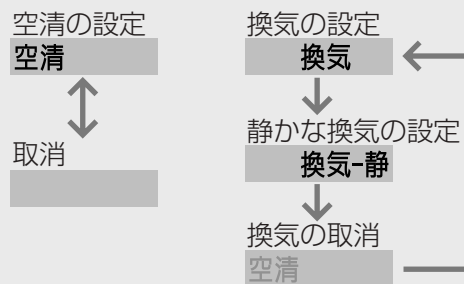 空清の設定
空清
取消
換気の設定
換気
静かな換気の設定
換気-静
換気の取消
空清